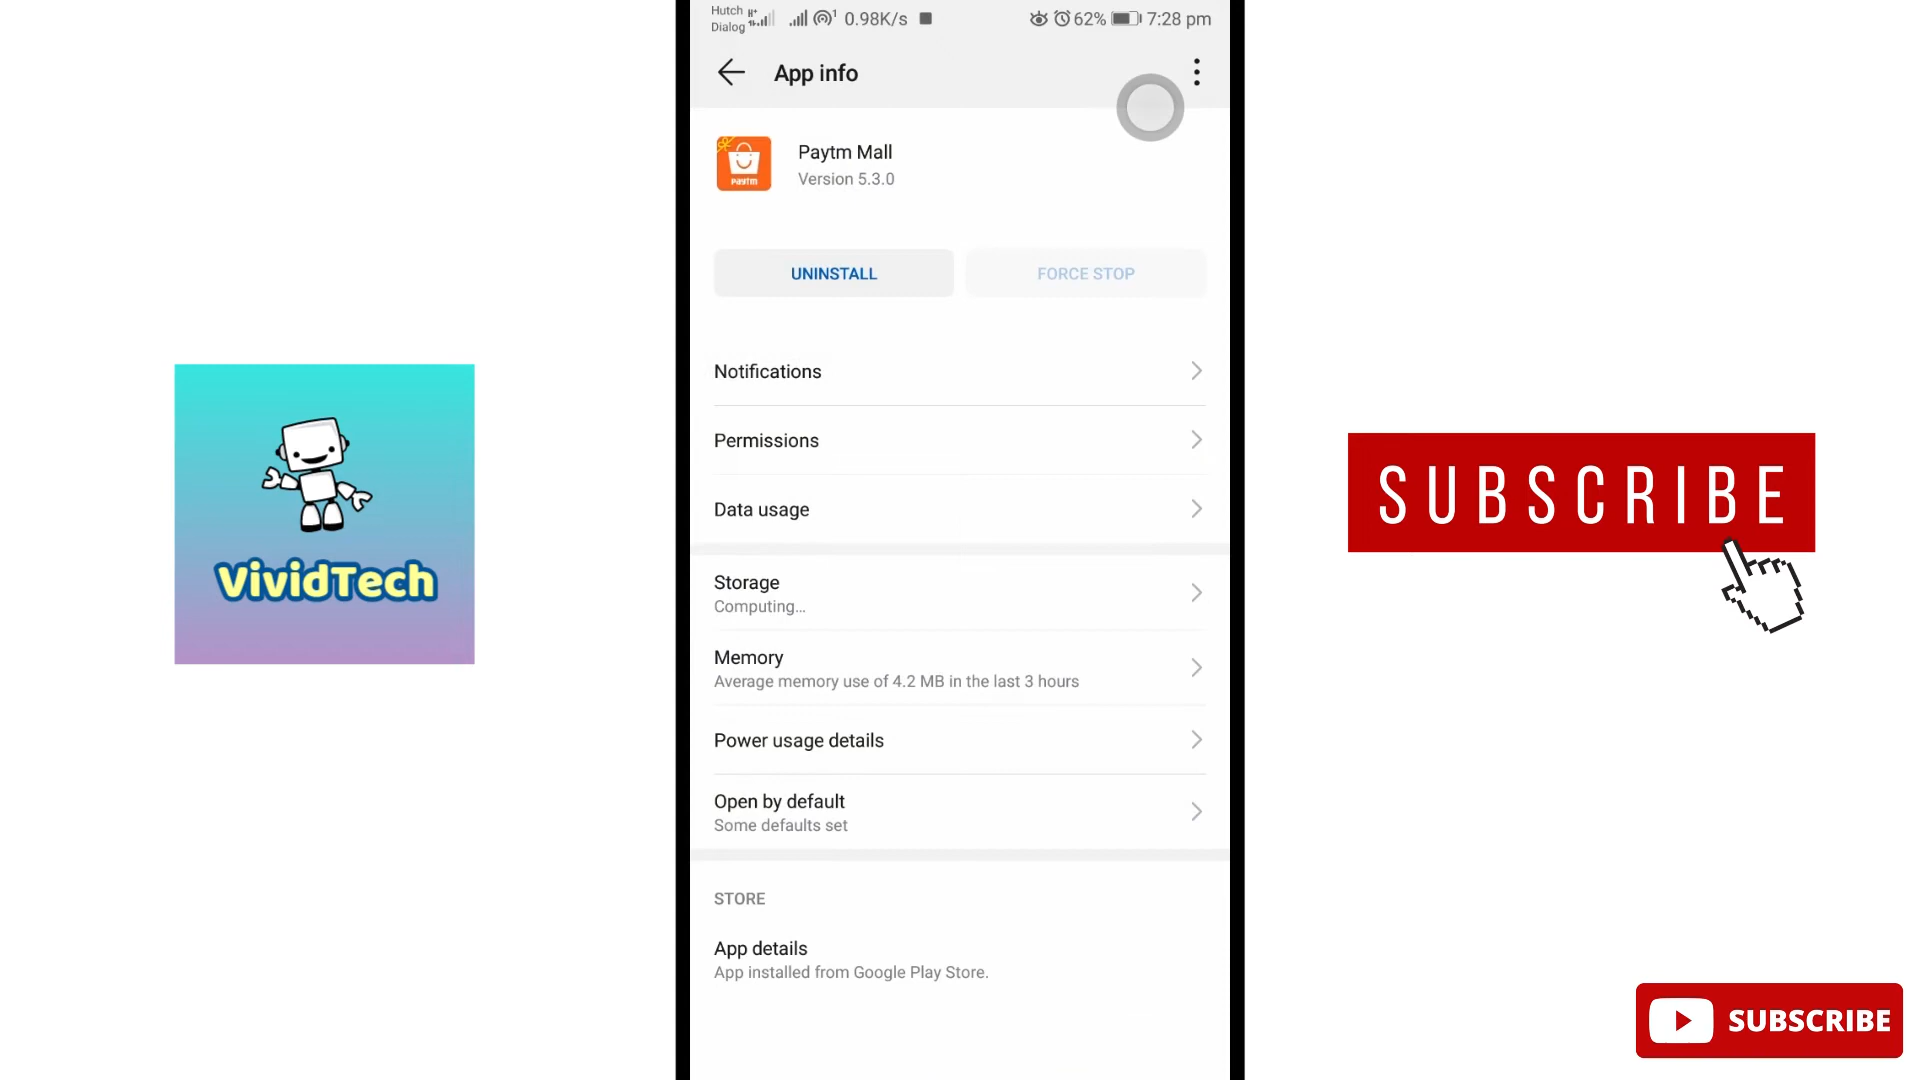 Hutch
Dialog
0.98K/s
62%
7:28 pm
App info
Paytm
Paytm Mall
Version 5.3.0
UNINSTALL
FORCE STOP
Notifications
Permissions
Data usage
Storage
Computing...
Memory
Average memory use of 4.2 MB in the last 3 hours
Power usage details
Open by default
Some defaults set
STORE
App details
App installed from Google Play Store.
VividTech
SUBSCRIBE
SUBSCRIBE